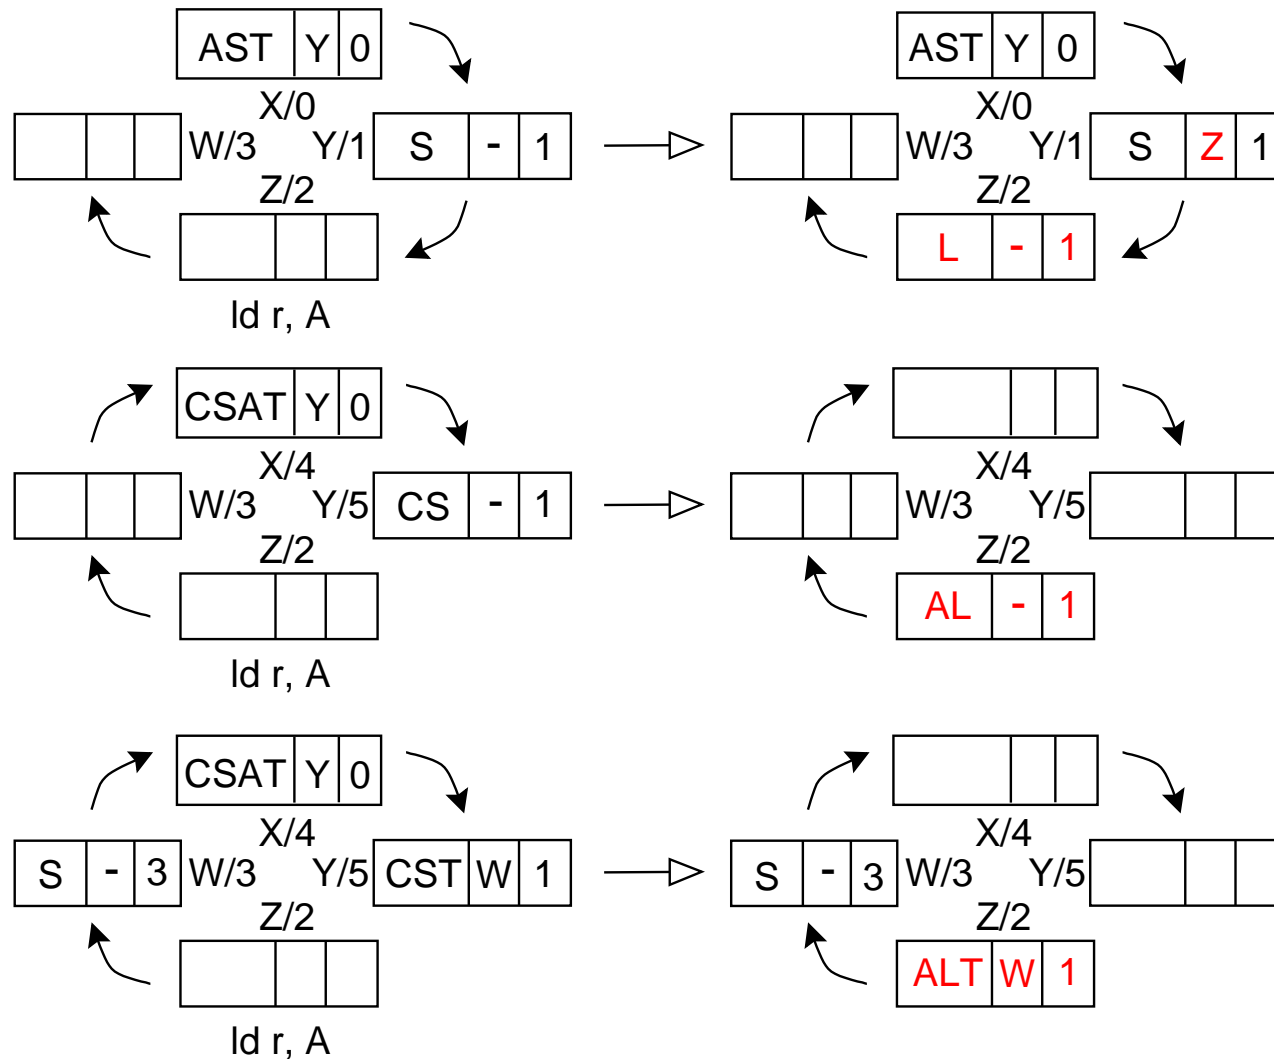 AST Y 0 AST Y 0
X/0 X/0
W/3 Y/1 S - 1 W/3 Y/1 S Z 1
Z/2 Z/2
L - 1
ld r, A
CSAT Y 0
X/4 X/4
W/3 Y/5 CS - 1 W/3 Y/5
Z/2 Z/2
AL - 1
ld r, A
CSAT Y 0
X/4 X/4
S - 3 W/3 Y/5 CST W 1 S - 3 W/3 Y/5
Z/2 Z/2
ALT W 1
ld r, A